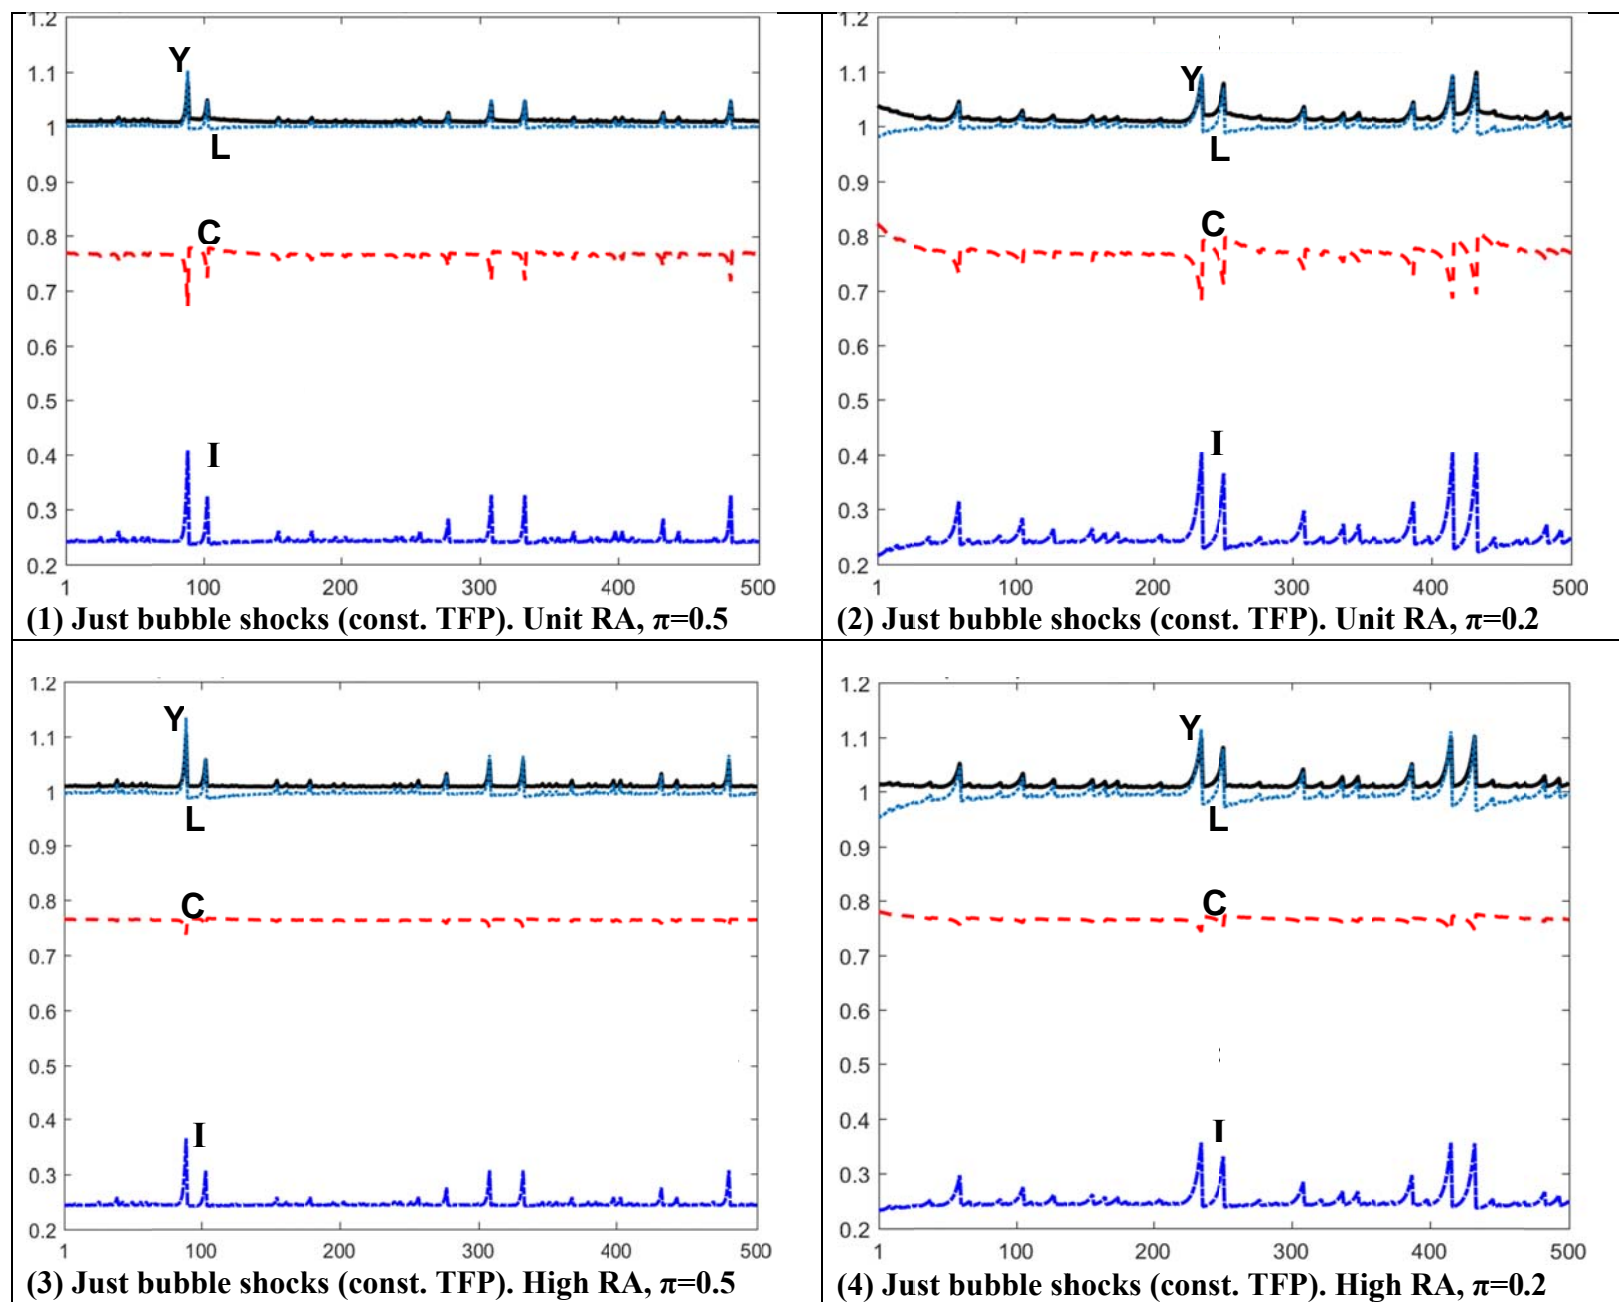 1.2
1.1
1
0.9
0.8
0.7
0.6
0.5
0.4
0.3
0.2
Y
L
C
I
1 100 200 300 400 500
(1) Just bubble shocks (const. TFP). Unit RA, π=0.5
1.2
1.1
1
0.9
0.8
0.7
0.6
0.5
0.4
0.3
0.2
Y
L
C
I
1 100 200 300 400 500
(2) Just bubble shocks (const. TFP). Unit RA, π=0.2
1.2
1.1
1
0.9
0.8
0.7
0.6
0.5
0.4
0.3
0.2
Y
L
C
I
1 100 200 300 400 500
(3) Just bubble shocks (const. TFP). High RA, π=0.5
1.2
1.1
1
0.9
0.8
0.7
0.6
0.5
0.4
0.3
0.2
Y
L
C
I
1 100 200 300 400 500
(4) Just bubble shocks (const. TFP). High RA, π=0.2